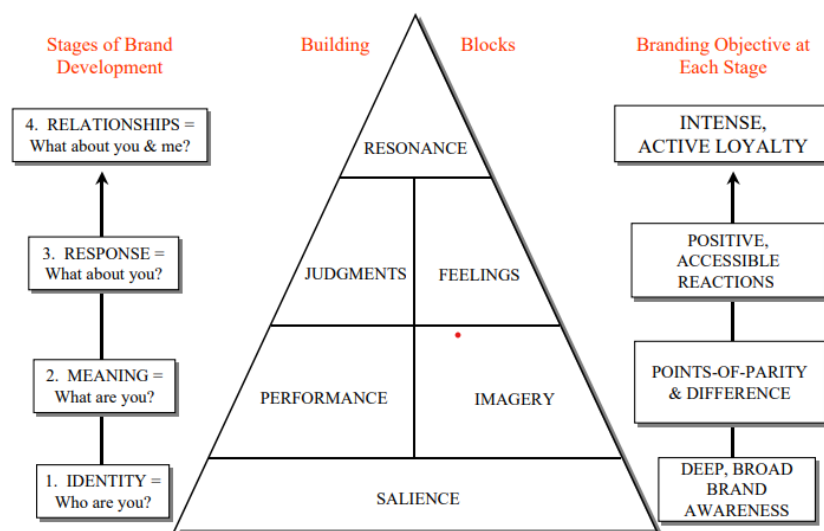 Stages of Brand
Development
Building
Blocks
Branding Objective at
Each Stage
4. RELATIONSHIPS =
What about you & me?
RESONANCE
INTENSE,
ACTIVE LOYALTY
3. RESPONSE =
What about you?
JUDGMENTS
FEELINGS
POSITIVE,
ACCESSIBLE
REACTIONS
2. MEANING =
What are you?
PERFORMANCE
IMAGERY
POINTS-OF-PARITY
& DIFFERENCE
1. IDENTITY =
Who are you?
SALIENCE
DEEP, BROAD
BRAND
AWARENESS